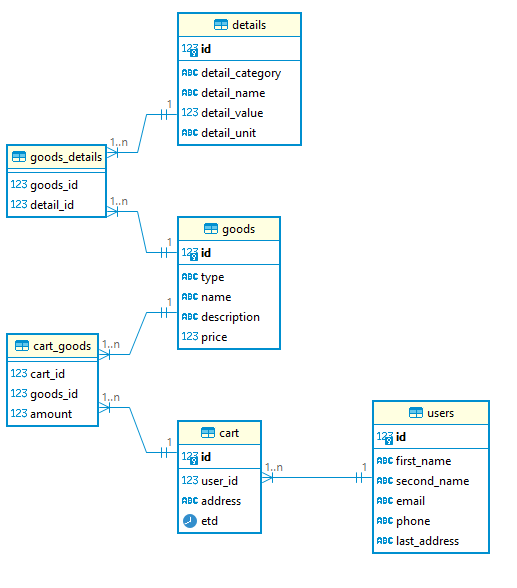 details
123 id
ABC detail_category
ABC detail_name
123 detail_value
ABC detail_unit
1
1..n
goods_details
123 goods_id
123 detail_id
1..n
1
goods
123 id
ABC type
ABC name
ABC description
123 price
1
1..n
cart_goods
123 cart_id
123 goods_id
123 amount
1..n
1
cart
123 id
123 user_id
ABC address
etd
1..n
1
users
123 id
ABC first_name
ABC second_name
ABC email
ABC phone
ABC last_address